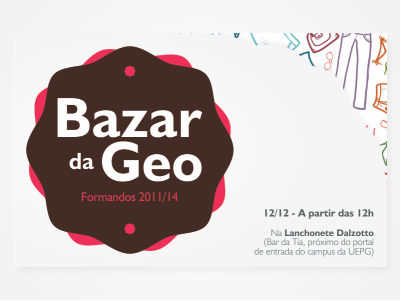 Bazar
da Geo
Formandos 2011/14
12/12 - A partir das 12h
Na Lanchonete Dalzotto
(Bar da Tia, próximo do portal
de entrada do campus da UEPG)